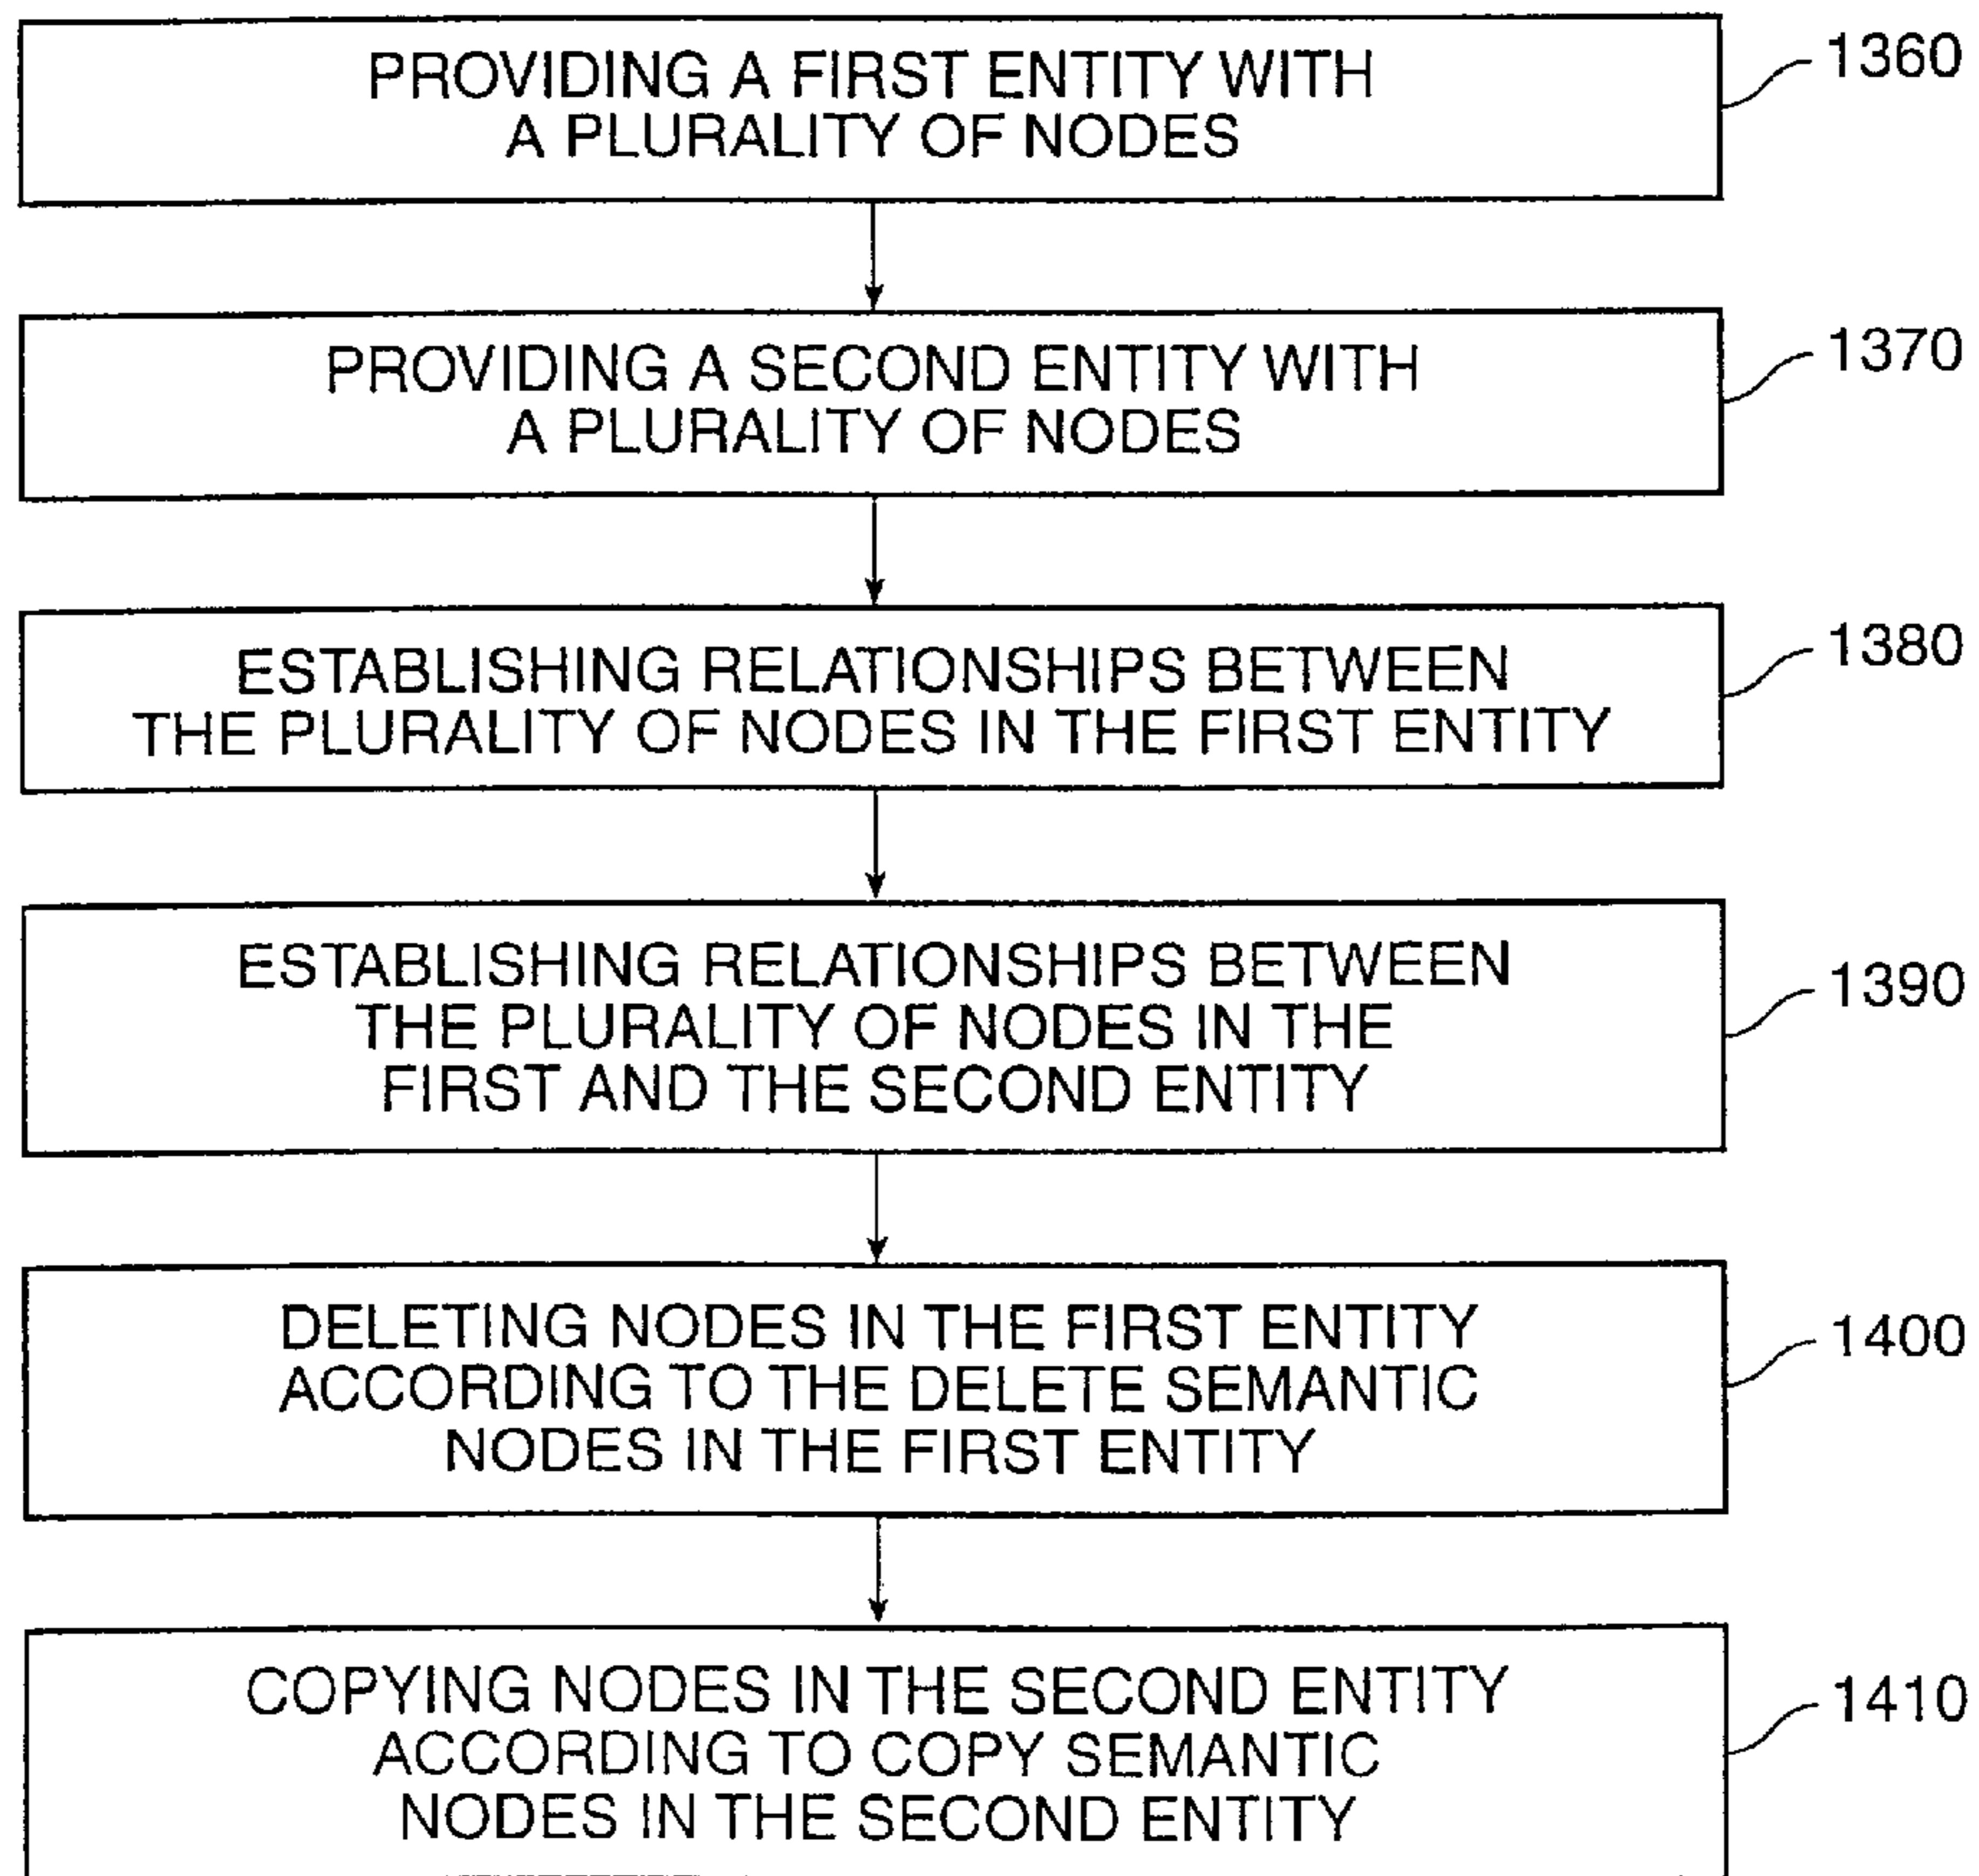 PROVIDING A FIRST ENTITY WITH
A PLURALITY OF NODES
1360
PROVIDING A SECOND ENTITY WITH
A PLURALITY OF NODES
1370
ESTABLISHING RELATIONSHIPS BETWEEN
THE PLURALITY OF NODES IN THE FIRST ENTITY
1380
ESTABLISHING RELATIONSHIPS BETWEEN
THE PLURALITY OF NODES IN THE
FIRST AND THE SECOND ENTITY
1390
DELETING NODES IN THE FIRST ENTITY
ACCORDING TO THE DELETE SEMANTIC
NODES IN THE FIRST ENTITY
1400
COPYING NODES IN THE SECOND ENTITY
ACCORDING TO COPY SEMANTIC
NODES IN THE SECOND ENTITY
1410